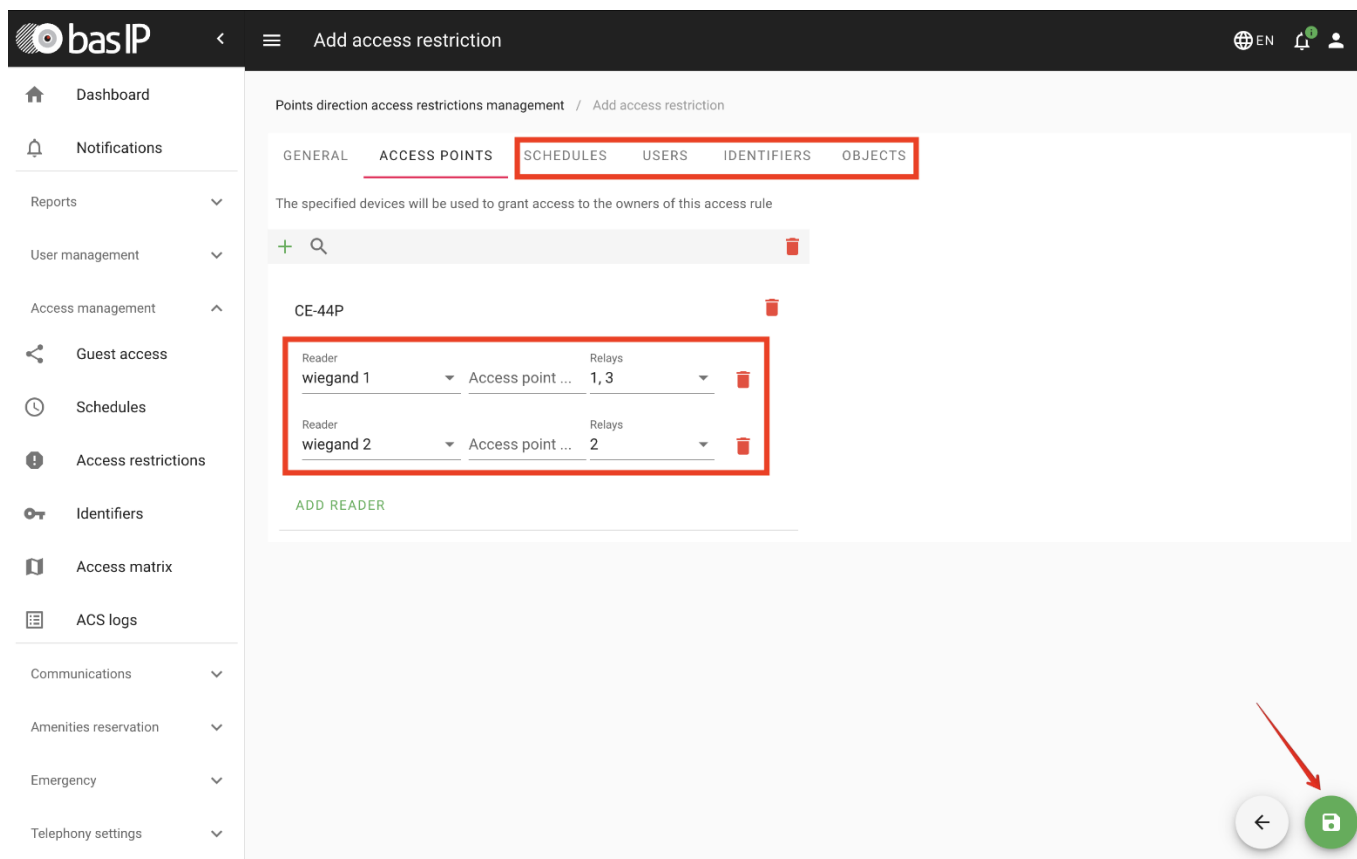 bas IP
Add access restriction
EN
Dashboard
Notifications
Reports
User management
Access management
Guest access
Schedules
Access restrictions
Identifiers
Access matrix
ACS logs
Communications
Amenities reservation
Emergency
Telephony settings
Points direction access restrictions management / Add access restriction
GENERAL ACCESS POINTS SCHEDULES USERS IDENTIFIERS OBJECTS
The specified devices will be used to grant access to the owners of this access rule
CE-44P
Reader Relays
wiegand 1 Access point ... 1, 3
Reader Relays
wiegand 2 Access point ... 2
ADD READER